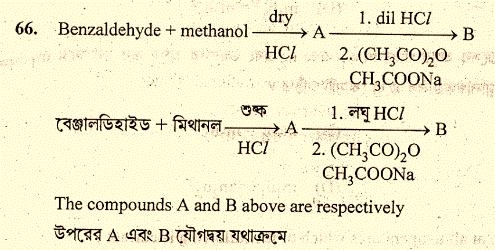 66. Benzaldehyde + methanol dry HCl A 1. dil HCl 2. (CH₃CO)₂O CH₃COONa B
বেঞ্জালডিহাইড + মিথানল শুষ্ক HCl A 1. লঘু HCl 2. (CH₃CO)₂O CH₃COONa B
The compounds A and B above are respectively
উপরের A এবং B যৌগদ্বয় যথাক্রমে